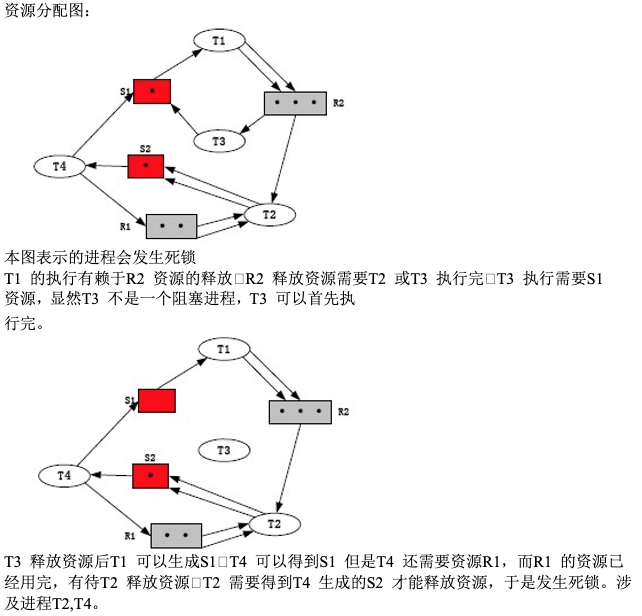 资源分配图：
T1
S1
R2
T3
S2
T4
T2
R1
本图表示的进程会发生死锁
T1 的执行有赖于R2 资源的释放□R2 释放资源需要T2 或T3 执行完□T3 执行需要S1
资源，显然T3 不是一个阻塞进程，T3 可以首先执
行完。
T1
S1
R2
T3
S2
T4
T2
R1
T3 释放资源后T1 可以生成S1□T4 可以得到S1 但是T4 还需要资源R1，而R1 的资源已
经用完，有待T2 释放资源□T2 需要得到T4 生成的S2 才能释放资源，于是发生死锁。涉
及进程T2,T4。